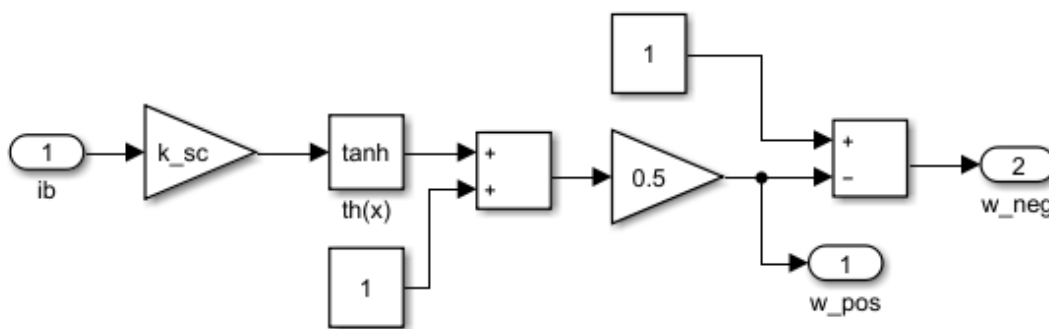 1
ib
k_sc
tanh
th(x)
1
+
+
0.5
1
+
−
2
w_neg
1
w_pos